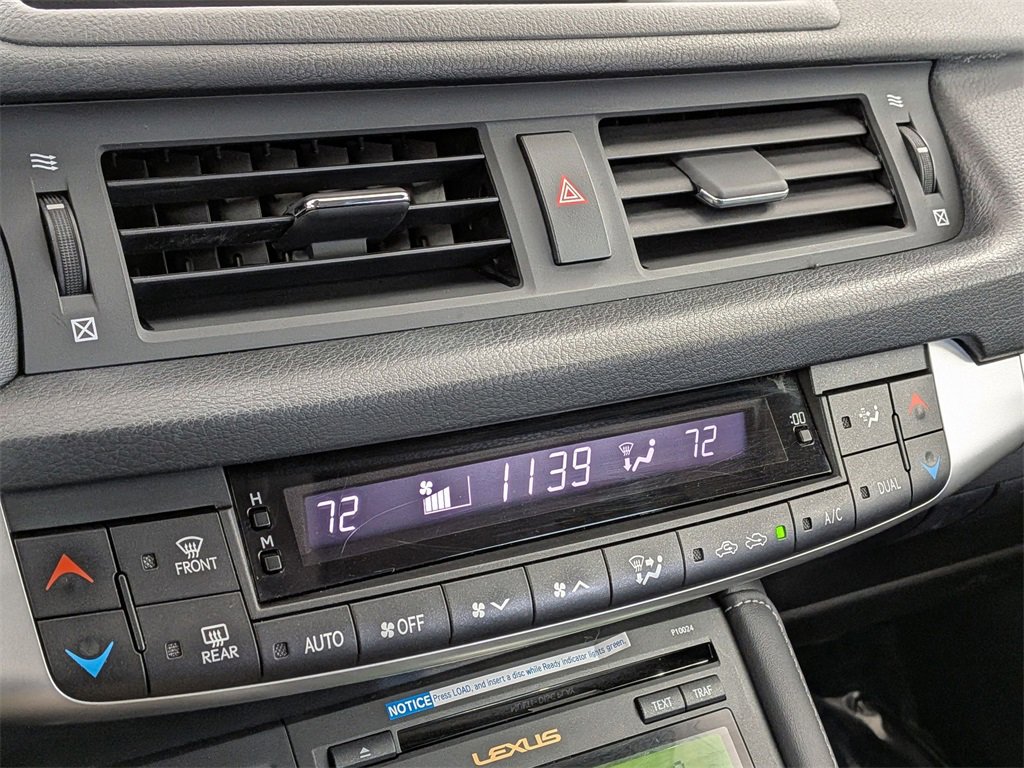 :00
72 1139 72
H
M
FRONT
REAR
AUTO
OFF
A/C
DUAL
P10024
NOTICE Press LOAD, and insert a disc while Ready Indicator lights green.
TEXT TRAF
LEXUS